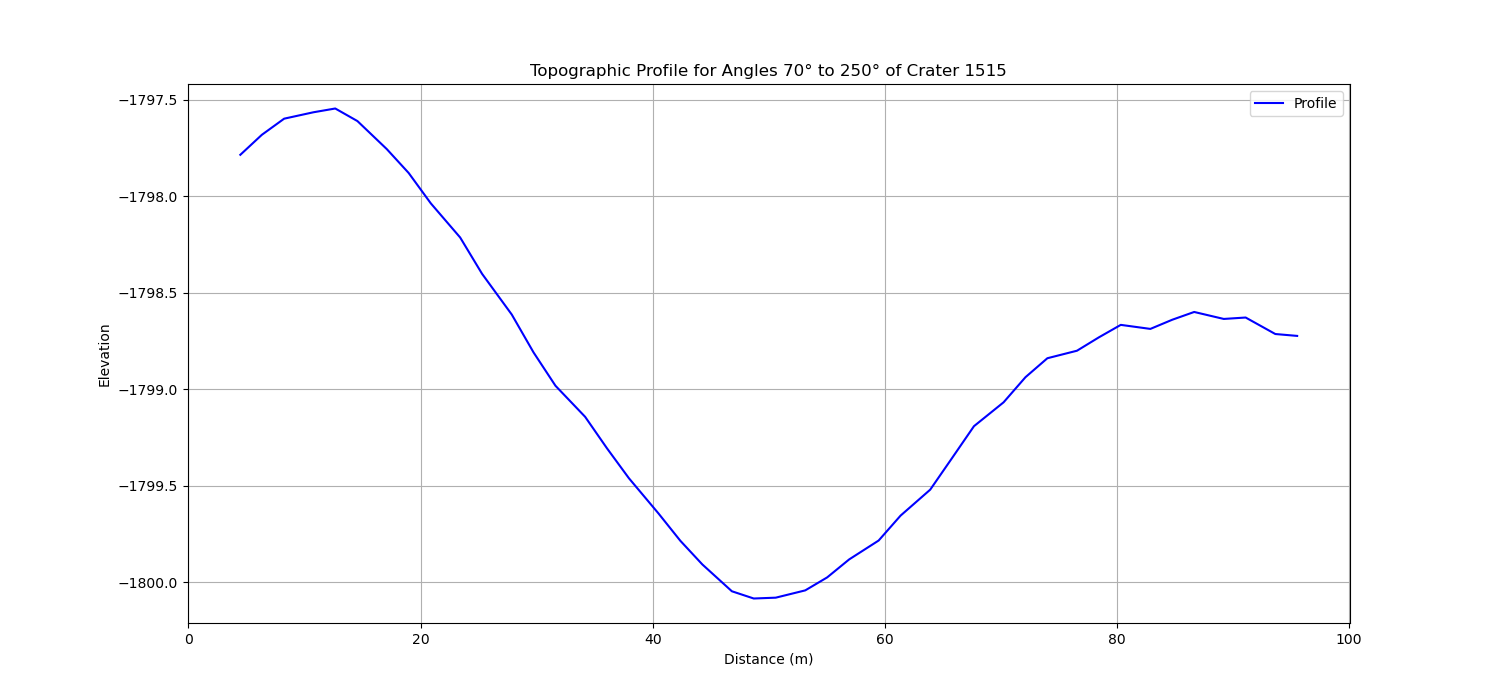 Topographic Profile for Angles 70° to 250° of Crater 1515
Profile
−1797.5
−1798.0
−1798.5
−1799.0
−1799.5
−1800.0
Elevation
0 20 40 60 80 100
Distance (m)